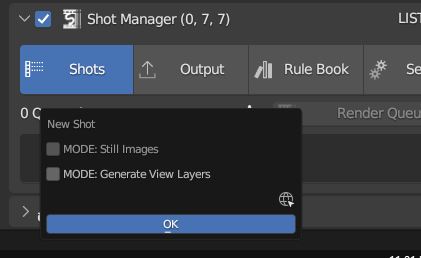 Shot Manager (0, 7, 7)
LIST
Shots
Output
Rule Book
Se
0 Q
Render Queu
New Shot
MODE: Still Images
MODE: Generate View Layers
OK